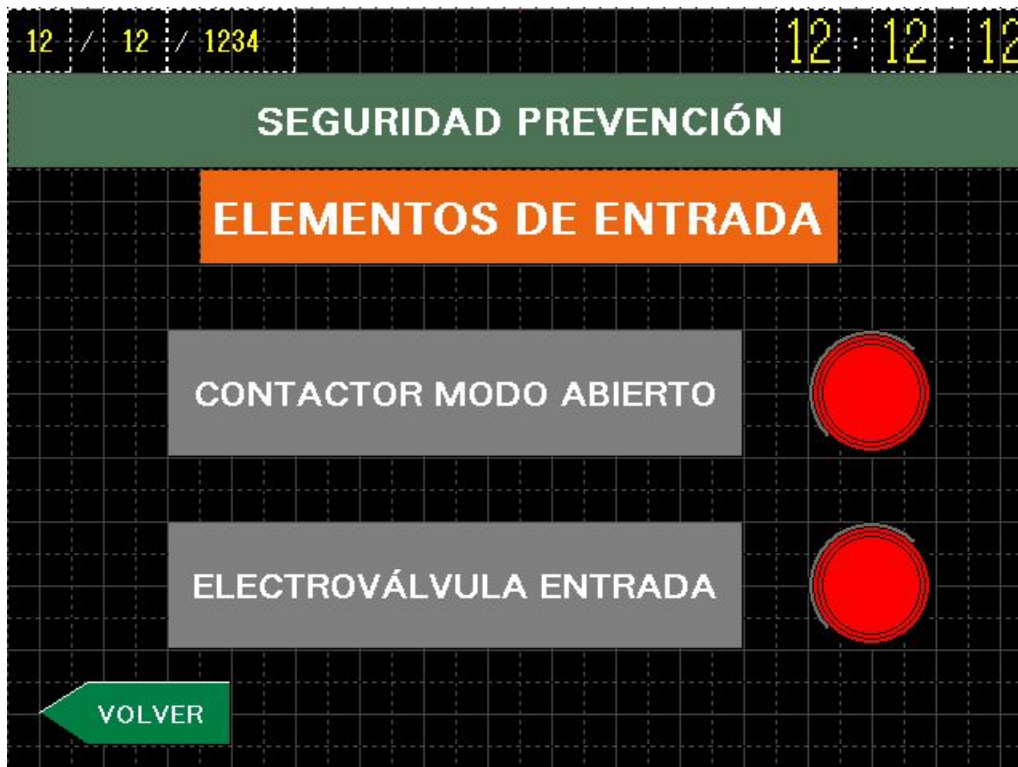 12 / 12 / 1234 12 : 12 : 12
SEGURIDAD PREVENCIÓN
ELEMENTOS DE ENTRADA
CONTACTOR MODO ABIERTO
ELECTROVÁLVULA ENTRADA
VOLVER